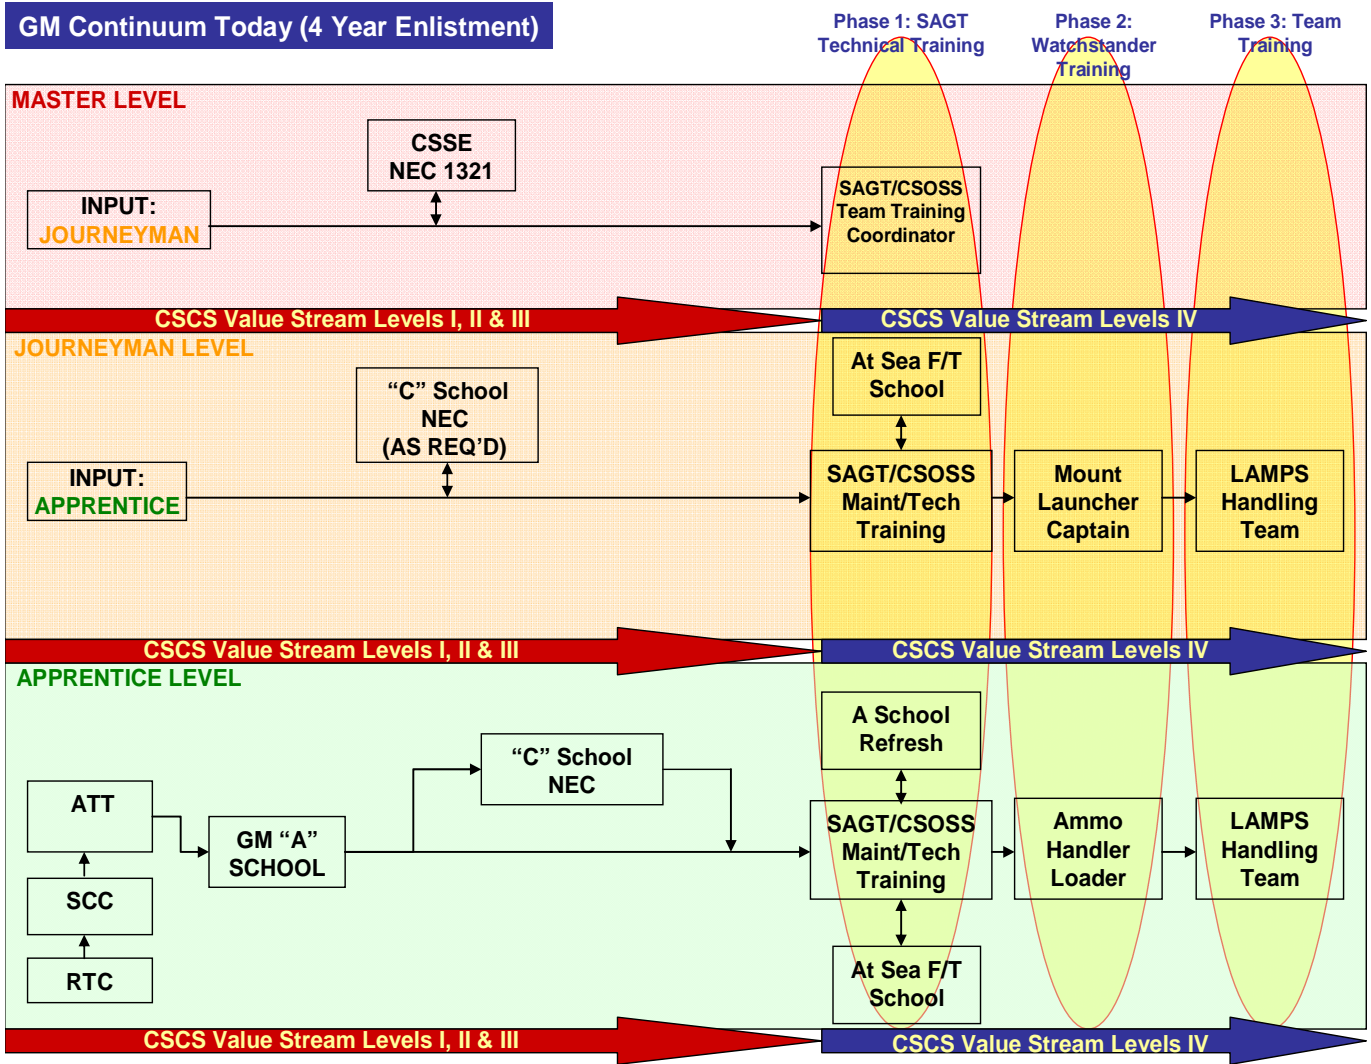 GM Continuum Today (4 Year Enlistment)
Phase 1: SAGT
Technical Training
Phase 2:
Watchstander
Training
Phase 3: Team
Training
MASTER LEVEL
CSSE
NEC 1321
INPUT:
JOURNEYMAN
SAGT/CSOSS
Team Training
Coordinator
CSCS Value Stream Levels I, II & III
CSCS Value Stream Levels IV
JOURNEYMAN LEVEL
At Sea F/T
School
“C” School
NEC
(AS REQ’D)
INPUT:
APPRENTICE
SAGT/CSOSS
Maint/Tech
Training
Mount
Launcher
Captain
LAMPS
Handling
Team
CSCS Value Stream Levels I, II & III
CSCS Value Stream Levels IV
APPRENTICE LEVEL
A School
Refresh
“C” School
NEC
ATT
GM “A”
SCHOOL
SAGT/CSOSS
Maint/Tech
Training
Ammo
Handler
Loader
LAMPS
Handling
Team
SCC
RTC
At Sea F/T
School
CSCS Value Stream Levels I, II & III
CSCS Value Stream Levels IV